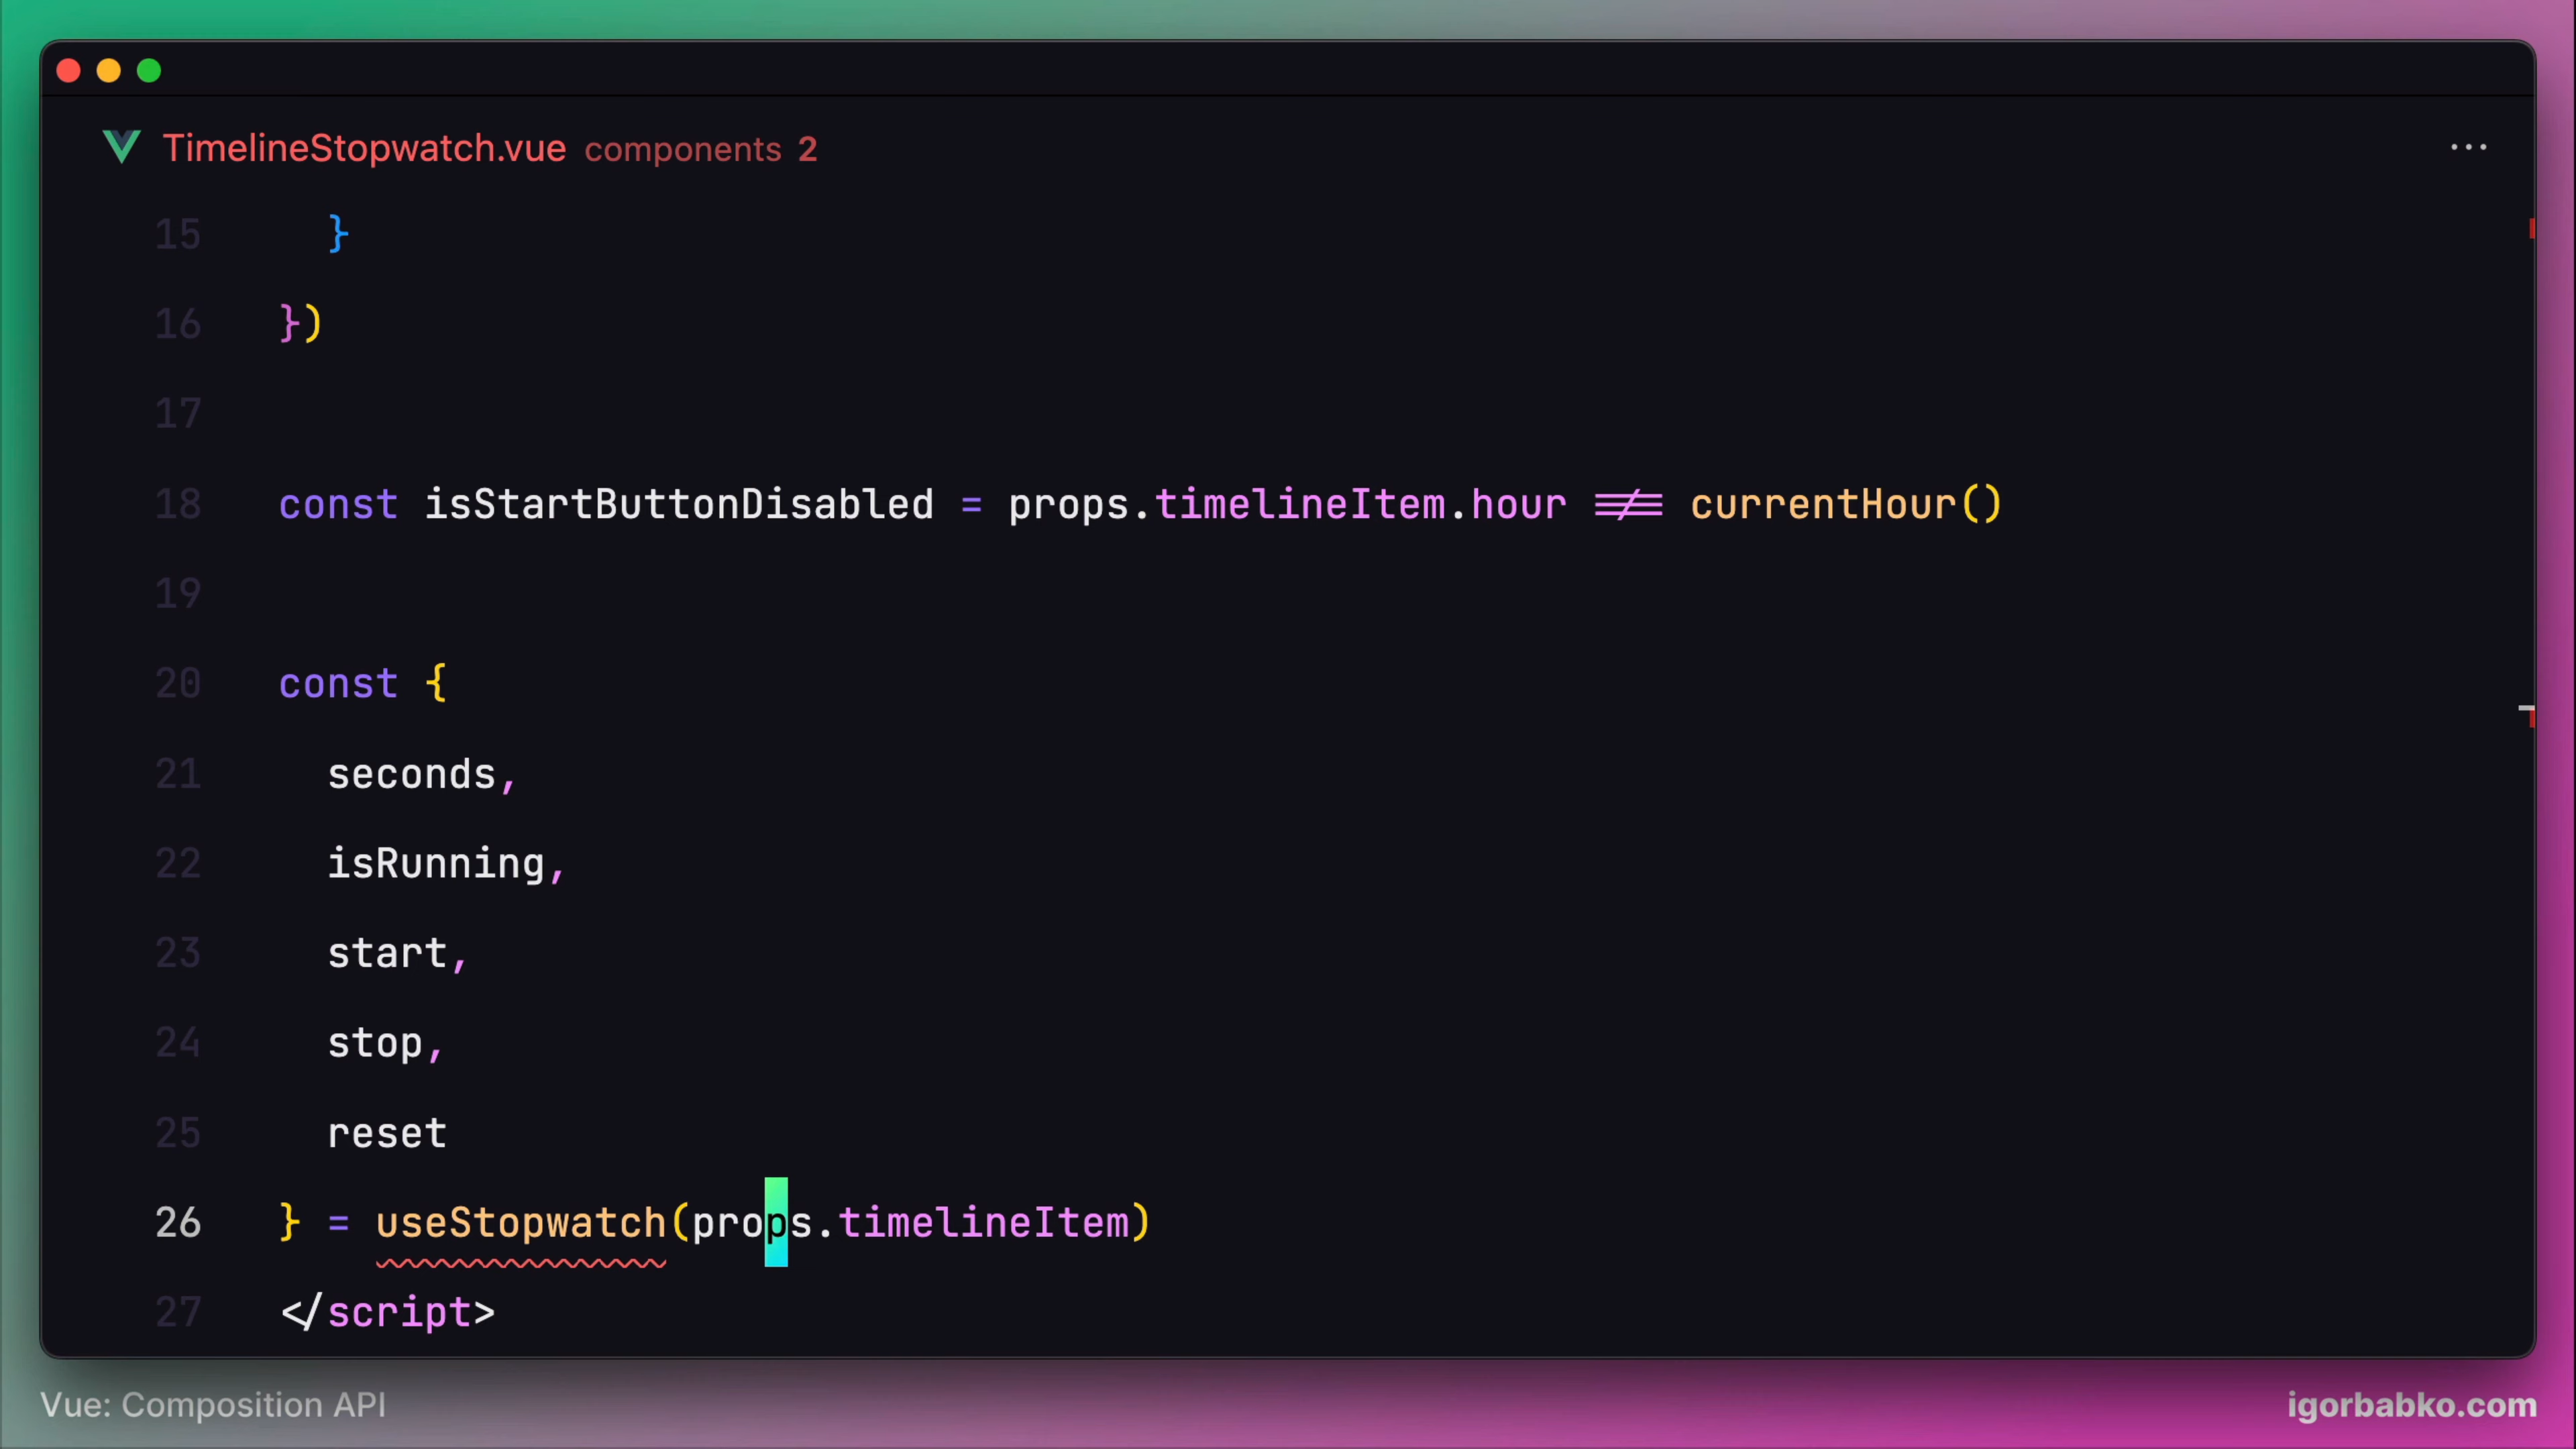 TimelineStopwatch.vue components 2
...
15 }
16 })
17
18 const isStartButtonDisabled = props.timelineItem.hour !== currentHour()
19
20 const {
21 seconds,
22 isRunning,
23 start,
24 stop,
25 reset
26 } = useStopwatch(props.timelineItem)
27 </script>
Vue: Composition API
igorbabko.com